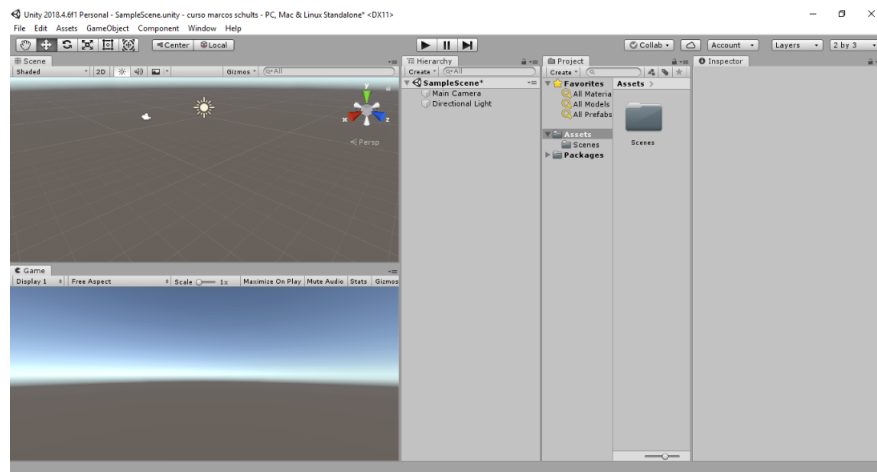 Unity 2018.4.6f1 Personal - SampleScene.unity - curso marcos schults - PC, Mac & Linux Standalone* <DX11>
File Edit Assets GameObject Component Window Help
Center Local Collab Account Layers 2 by 3
Scene
Shaded 2D Gizmos All
y
x z
Persp
Game
Display 1 Free Aspect Scale 1x Maximize On Play Mute Audio Stats Gizmos
Hierarchy
Create All
SampleScene*
Main Camera
Directional Light
Project
Create
Favorites
All Materia
All Models
All Prefabs
Assets
Scenes
Packages
Assets
Scenes
Inspector